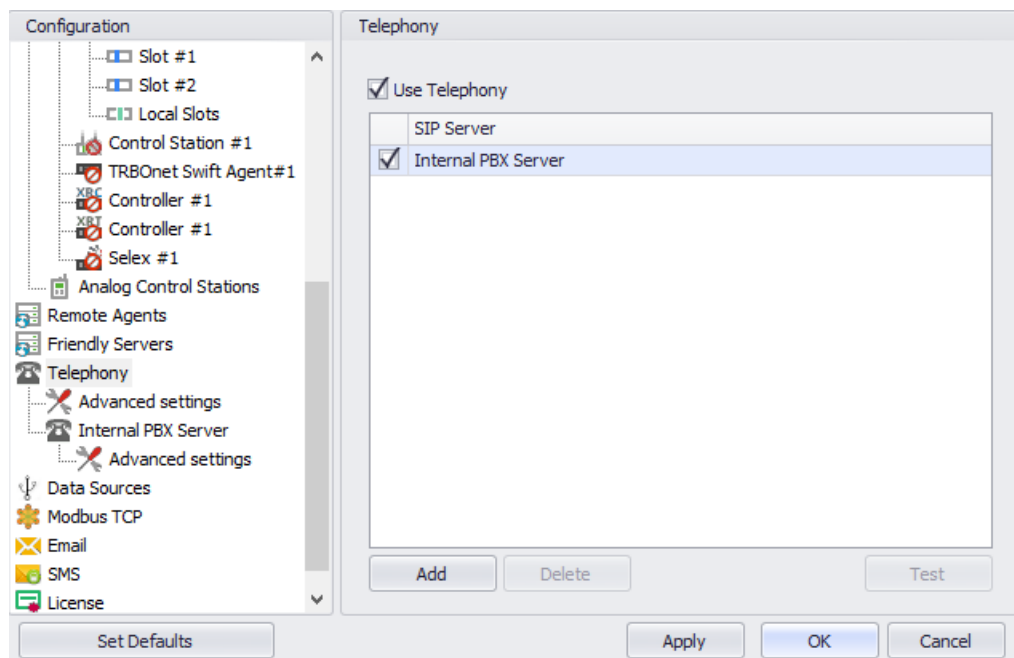 Configuration
Slot #1
Slot #2
Local Slots
Control Station #1
TRBOnet Swift Agent#1
XRC
Controller #1
XRT
Controller #1
Selex #1
Analog Control Stations
Remote Agents
Friendly Servers
Telephony
Advanced settings
Internal PBX Server
Advanced settings
Data Sources
Modbus TCP
Email
SMS
License
Set Defaults
Telephony
Use Telephony
SIP Server
Internal PBX Server
Add
Delete
Test
Apply
OK
Cancel